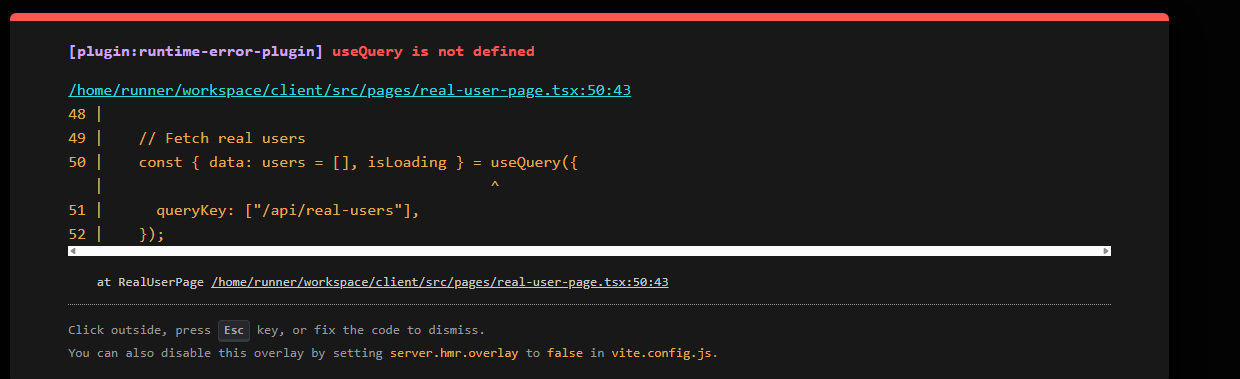 [plugin:runtime-error-plugin] useQuery is not defined
/home/runner/workspace/client/src/pages/real-user-page.tsx:50:43
48 |
49 |    // Fetch real users
50 |    const { data: users = [], isLoading } = useQuery({
   |                                            ^
51 |      queryKey: ["/api/real-users"],
52 |    });
at RealUserPage /home/runner/workspace/client/src/pages/real-user-page.tsx:50:43
Click outside, press Esc key, or fix the code to dismiss.
You can also disable this overlay by setting server.hmr.overlay to false in vite.config.js.